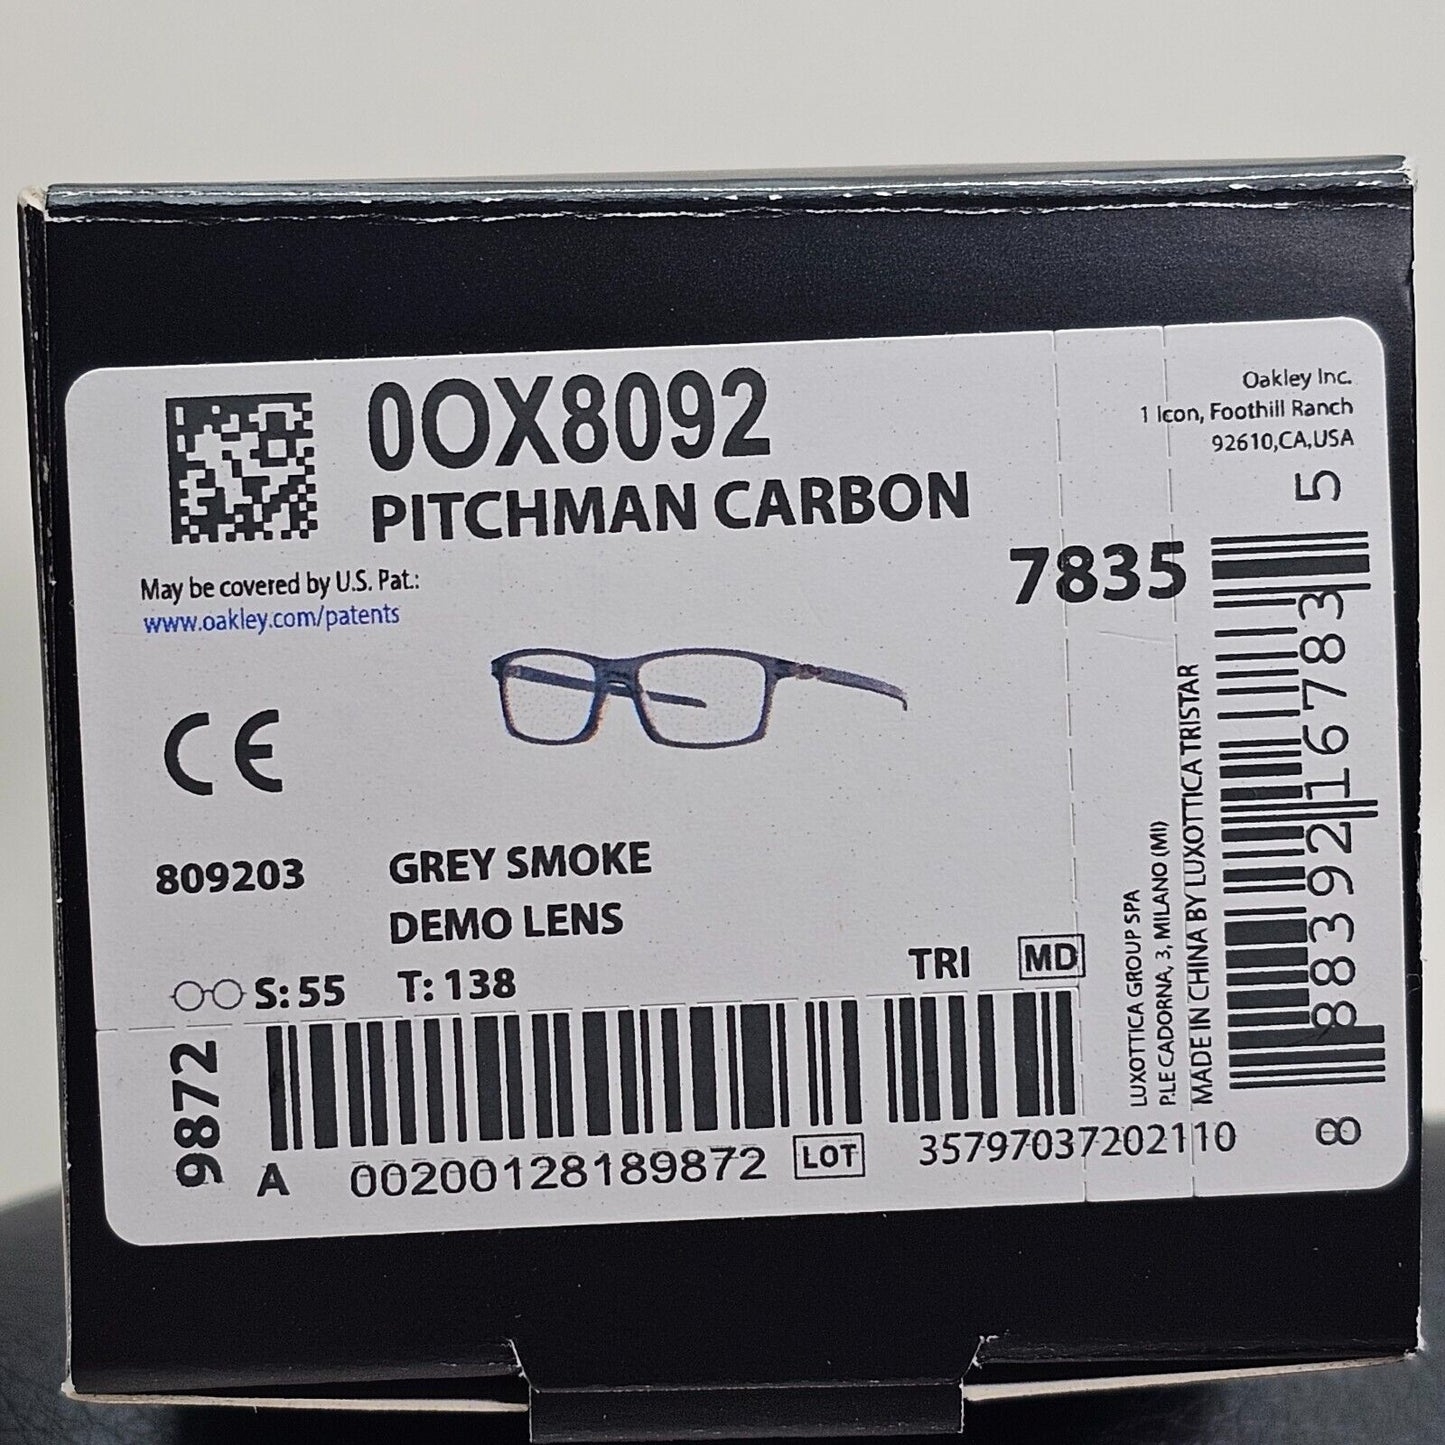 0OX8092
PITCHMAN CARBON
Oakley Inc.
1 Icon, Foothill Ranch
92610,CA,USA
May be covered by U.S. Pat.:
www.oakley.com/patents
7835
CE
809203
GREY SMOKE
DEMO LENS
S: 55 T: 138
TRI MD
9872
A 00200128189872 LOT 35797037202110
LUXOTTICA GROUP SPA
P.LE CADORNA, 3, MILANO (MI)
MADE IN CHINA BY LUXOTTICA TRISTAR
8 883921 67835 5